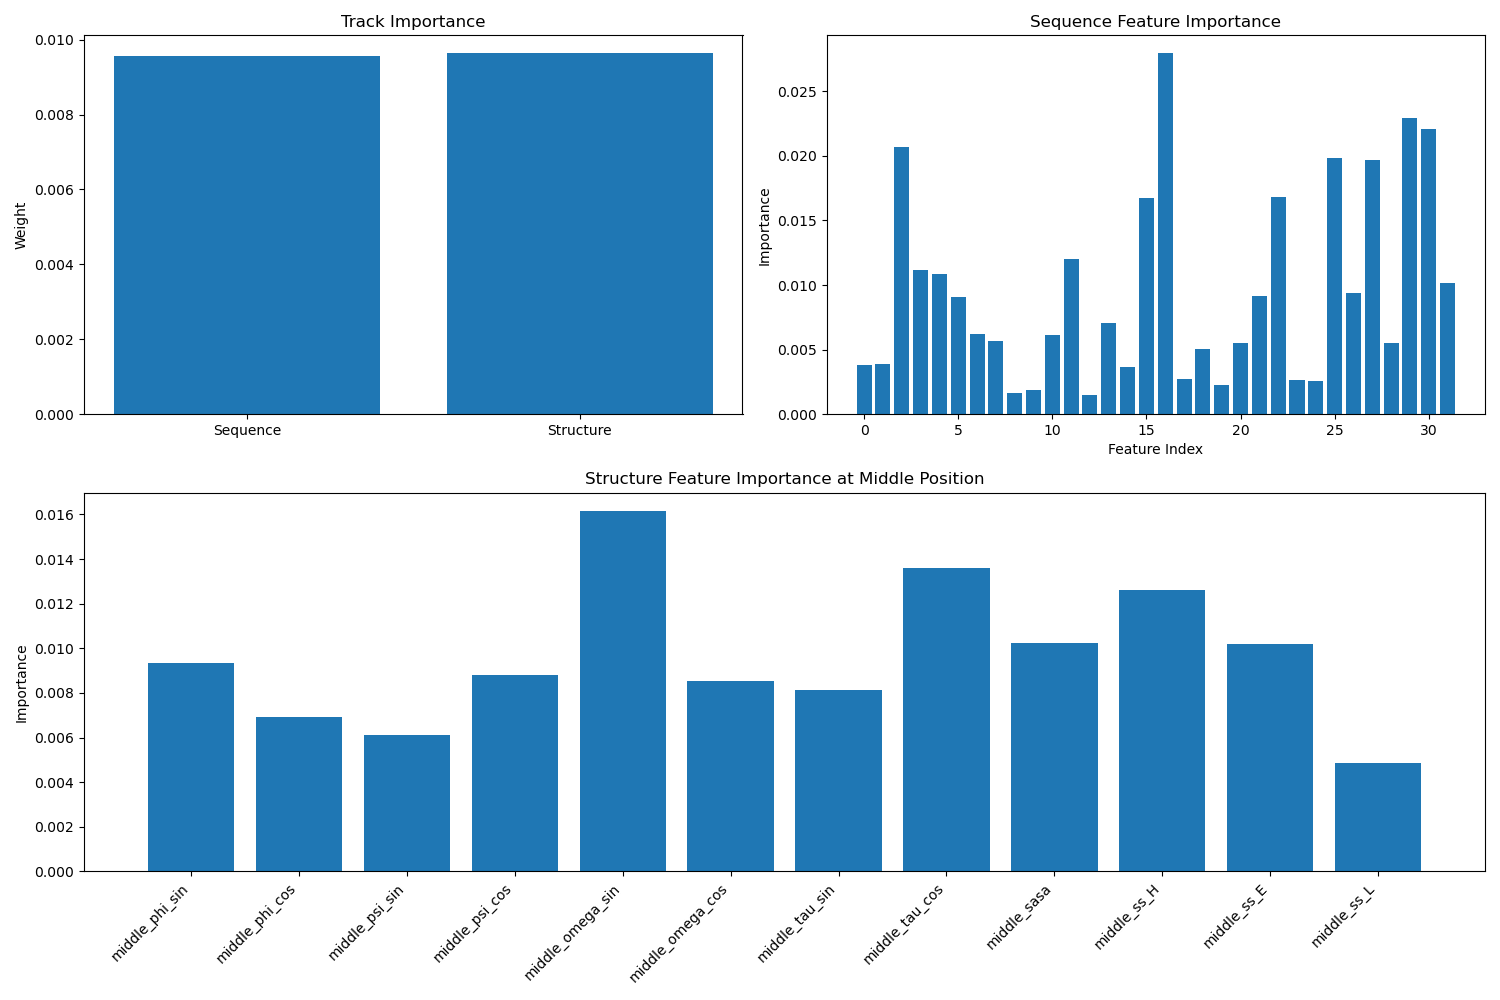 Track Importance
0.010
0.008
0.006
0.004
0.002
0.000
Weight
Sequence
Structure
Sequence Feature Importance
0.025
0.020
0.015
0.010
0.005
0.000
Importance
0 5 10 15 20 25 30
Feature Index
Structure Feature Importance at Middle Position
0.016
0.014
0.012
0.010
0.008
0.006
0.004
0.002
0.000
Importance
middle_phi_sin
middle_phi_cos
middle_psi_sin
middle_psi_cos
middle_omega_sin
middle_omega_cos
middle_tau_sin
middle_tau_cos
middle_sasa
middle_ss_H
middle_ss_E
middle_ss_L